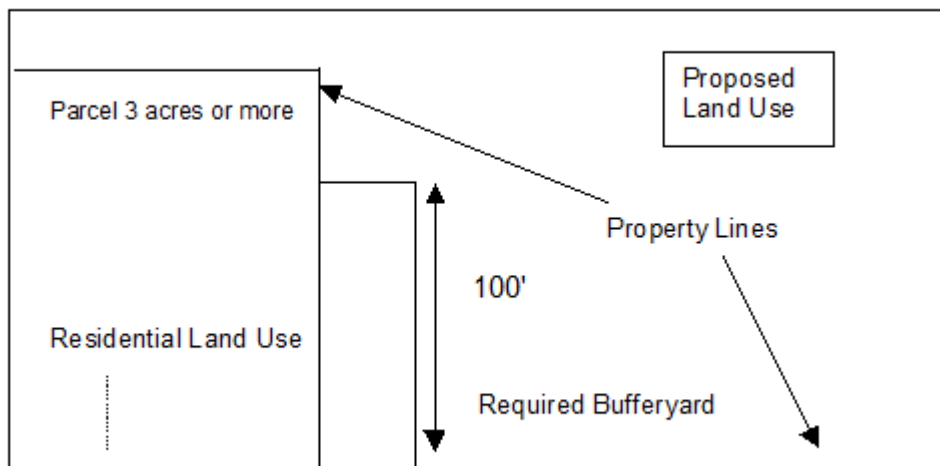 Proposed
Land Use
Parcel 3 acres or more
Property Lines
100'
Residential Land Use
Required Bufferyard